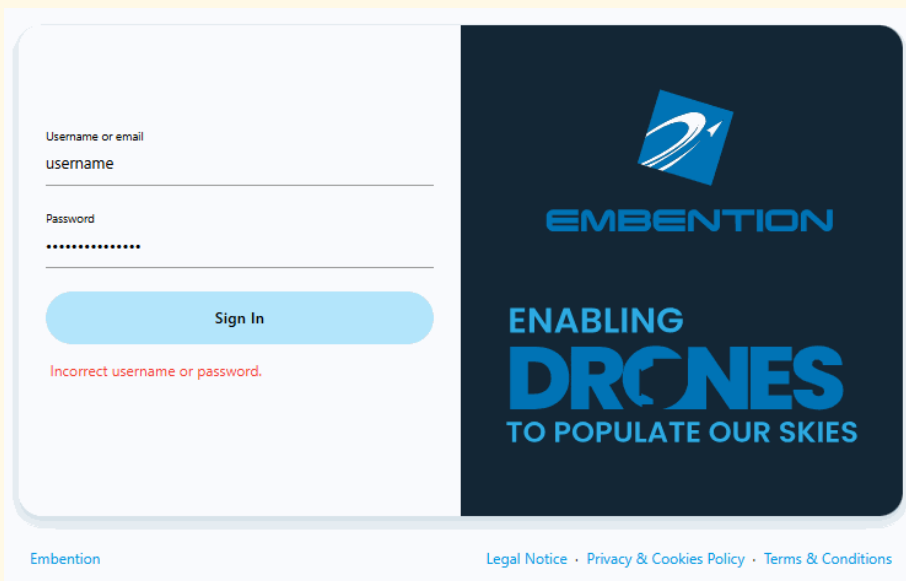 Username or email
username
Password
•••••••••••••••
Sign In
Incorrect username or password.
EMBENTION
ENABLING
DRONES
TO POPULATE OUR SKIES
Embention
Legal Notice · Privacy & Cookies Policy · Terms & Conditions